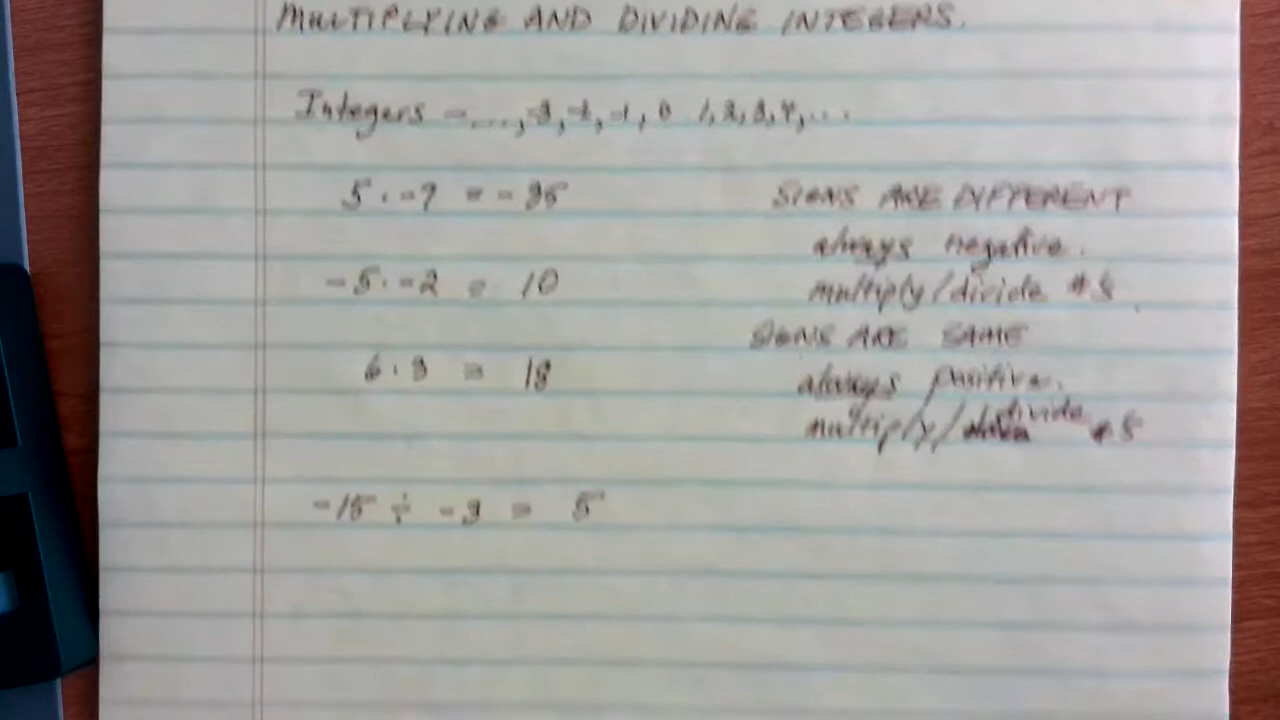 MULTIPLYING AND DIVIDING INTEGERS.
Integers - ..., -3, -2, -1, 0 1, 2, 3, 4, ...
5 · -7 = -35 SIGNS ARE DIFFERENT
always negative.
-5 · -2 = 10 multiply/divide #s
SIGNS ARE SAME
6 · 3 = 18 always positive.
multiply/divide #s
-15 ÷ -3 = 5